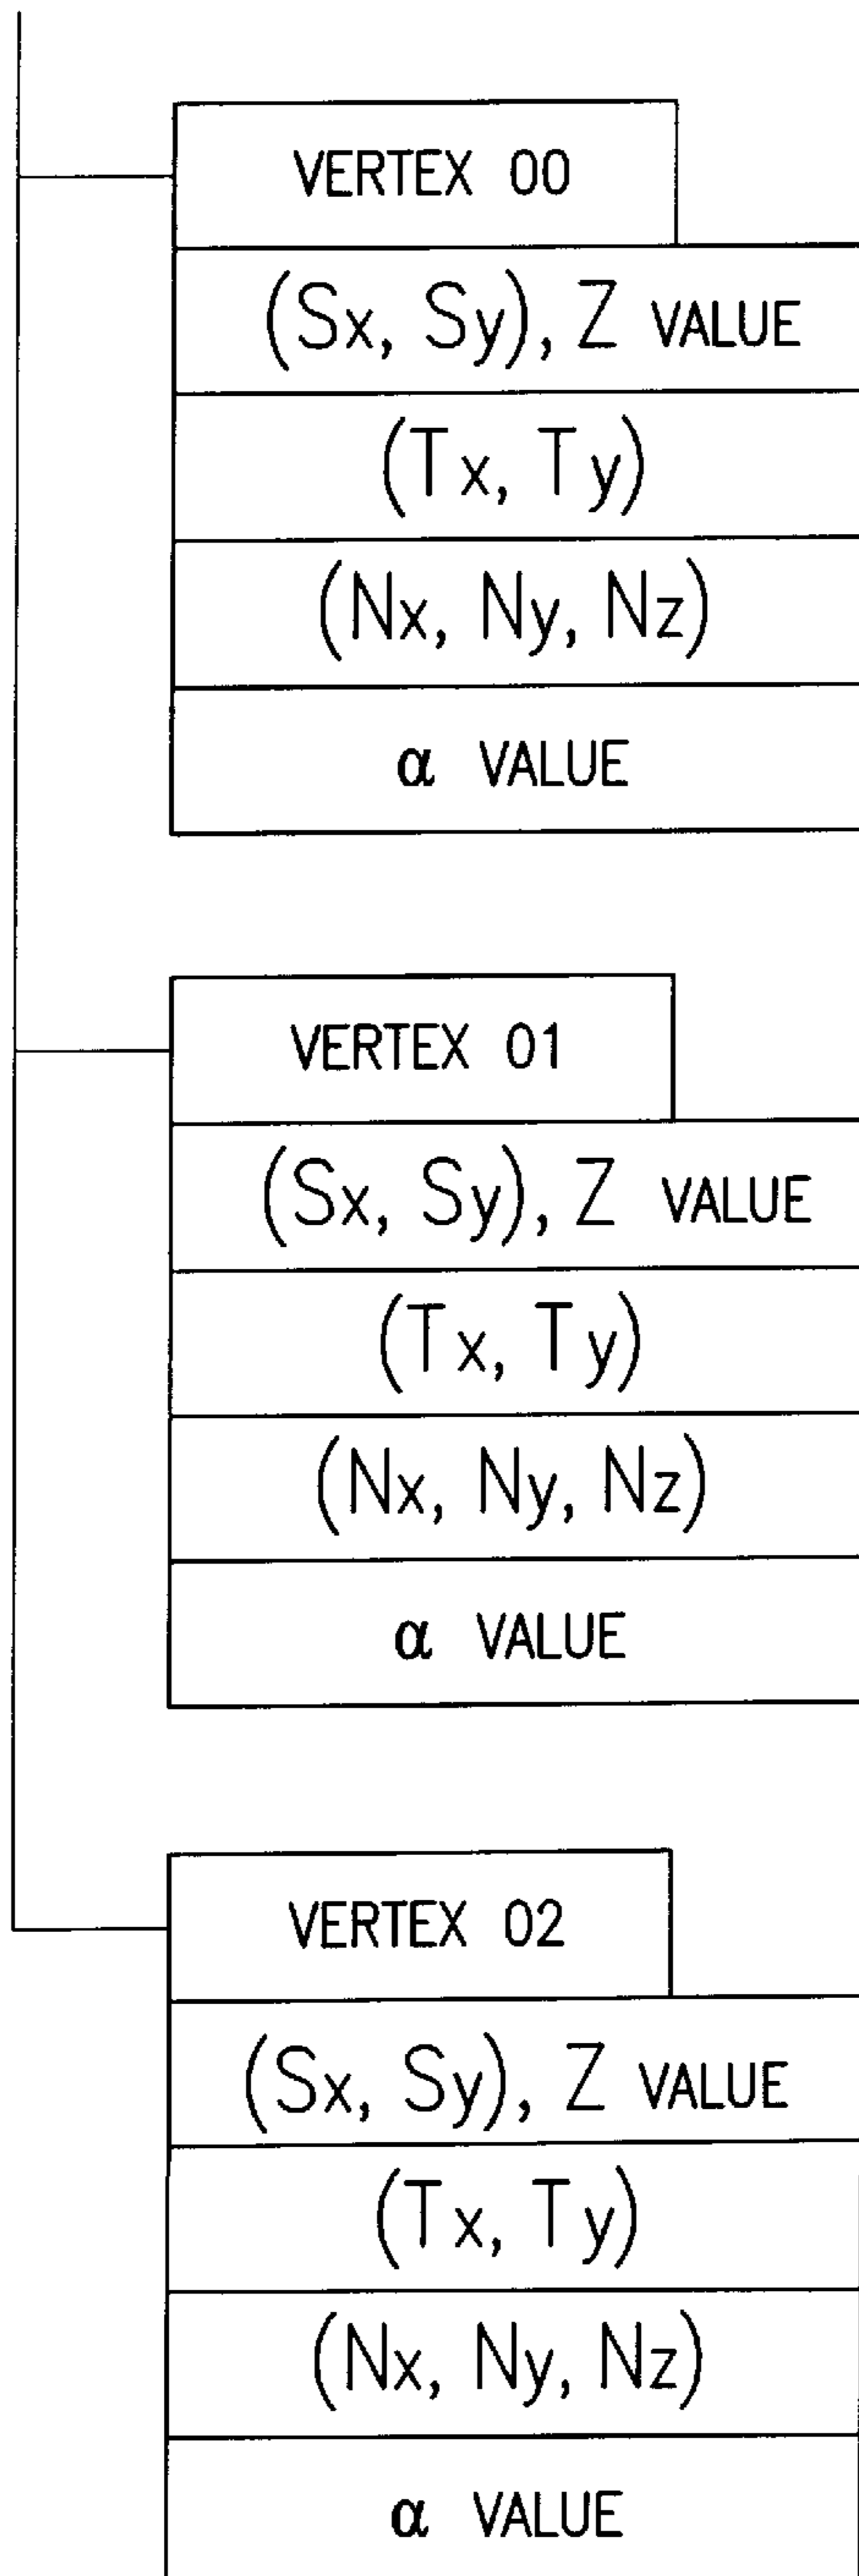 VERTEX 00
(Sx, Sy), Z VALUE
(Tx, Ty)
(Nx, Ny, Nz)
α VALUE
VERTEX 01
(Sx, Sy), Z VALUE
(Tx, Ty)
(Nx, Ny, Nz)
α VALUE
VERTEX 02
(Sx, Sy), Z VALUE
(Tx, Ty)
(Nx, Ny, Nz)
α VALUE